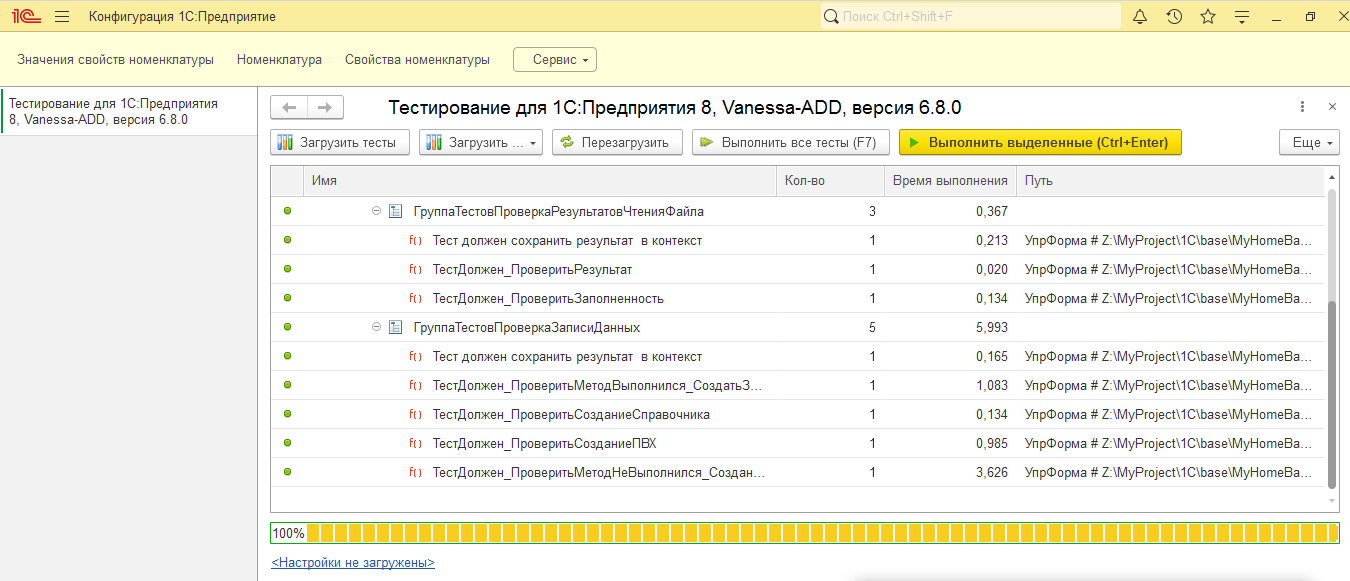 1С Конфигурация 1С:Предприятие Поиск Ctrl+Shift+F
Значения свойств номенклатуры Номенклатура Свойства номенклатуры Сервис
Тестирование для 1С:Предприятия
8, Vanessa-ADD, версия 6.8.0
Тестирование для 1С:Предприятия 8, Vanessa-ADD, версия 6.8.0
Загрузить тесты Загрузить ... Перезагрузить Выполнить все тесты (F7) Выполнить выделенные (Ctrl+Enter) Еще
Имя Кол-во Время выполнения Путь
ГруппаТестовПроверкаРезультатовЧтенияФайла 3 0,367
f() Тест должен сохранить результат в контекст 1 0,213 УпрФорма # Z:\MyProject\1C\base\MyHomeBa...
f() ТестДолжен_ПроверитьРезультат 1 0,020 УпрФорма # Z:\MyProject\1C\base\MyHomeBa...
f() ТестДолжен_ПроверитьЗаполненность 1 0,134 УпрФорма # Z:\MyProject\1C\base\MyHomeBa...
ГруппаТестовПроверкаЗаписиДанных 5 5,993
f() Тест должен сохранить результат в контекст 1 0,165 УпрФорма # Z:\MyProject\1C\base\MyHomeBa...
f() ТестДолжен_ПроверитьМетодВыполнился_СоздатьЗ... 1 1,083 УпрФорма # Z:\MyProject\1C\base\MyHomeBa...
f() ТестДолжен_ПроверитьСозданиеСправочника 1 0,134 УпрФорма # Z:\MyProject\1C\base\MyHomeBa...
f() ТестДолжен_ПроверитьСозданиеПВХ 1 0,985 УпрФорма # Z:\MyProject\1C\base\MyHomeBa...
f() ТестДолжен_ПроверитьМетодНеВыполнился_Создан... 1 3,626 УпрФорма # Z:\MyProject\1C\base\MyHomeBa...
100%
<Настройки не загружены>